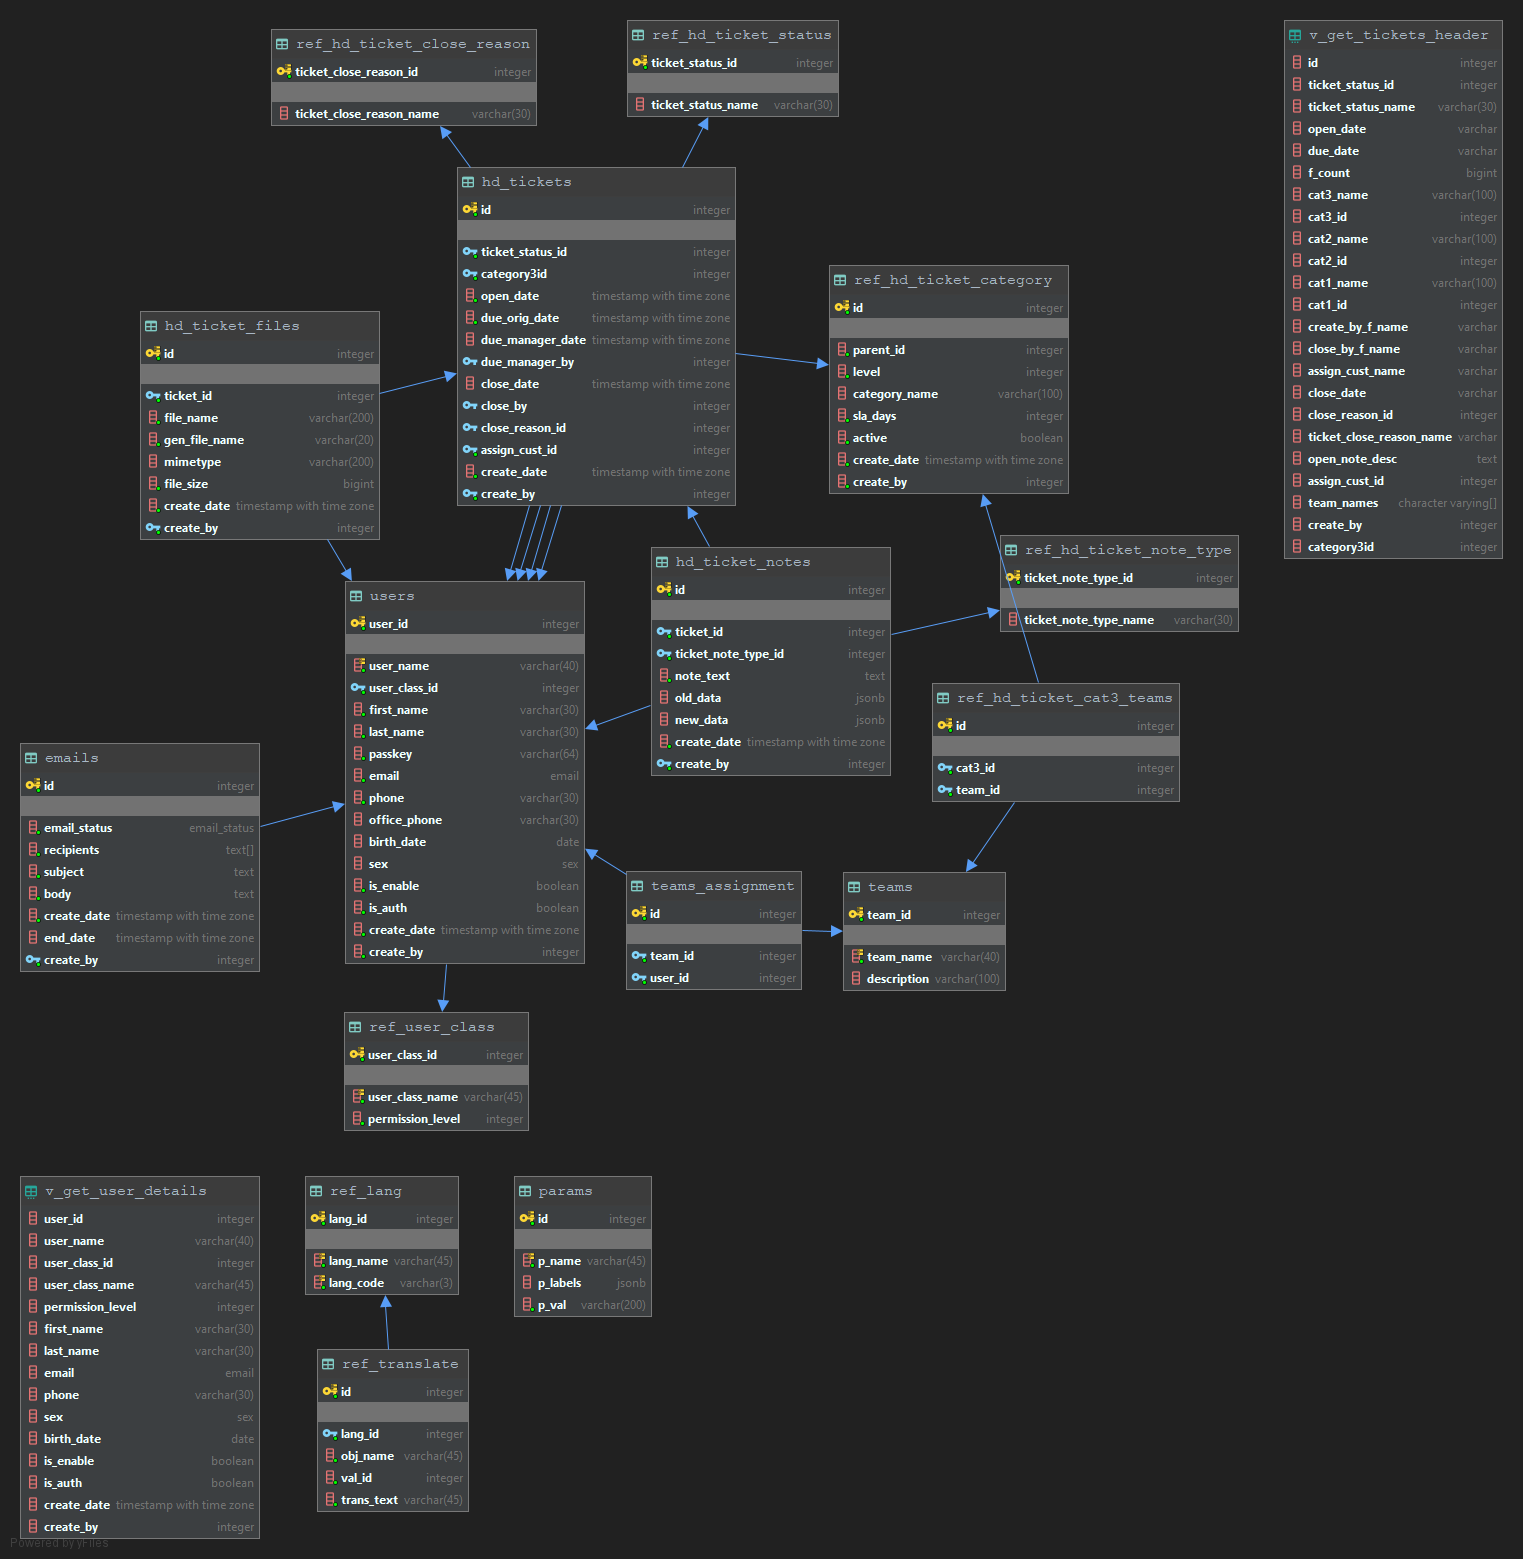 ref_hd_ticket_close_reason
ticket_close_reason_id integer
ticket_close_reason_name varchar(30)
ref_hd_ticket_status
ticket_status_id integer
ticket_status_name varchar(30)
v_get_tickets_header
id integer
ticket_status_id integer
ticket_status_name varchar(30)
open_date varchar
due_date varchar
f_count bigint
cat3_name varchar(100)
cat3_id integer
cat2_name varchar(100)
cat2_id integer
cat1_name varchar(100)
cat1_id integer
create_by_f_name varchar
close_by_f_name varchar
assign_cust_name varchar
close_date varchar
close_reason_id integer
ticket_close_reason_name varchar
open_note_desc text
assign_cust_id integer
team_names character varying[]
create_by integer
category3id integer
hd_tickets
id integer
ticket_status_id integer
category3id integer
open_date timestamp with time zone
due_orig_date timestamp with time zone
due_manager_date timestamp with time zone
due_manager_by integer
close_date timestamp with time zone
close_by integer
close_reason_id integer
assign_cust_id integer
create_date timestamp with time zone
create_by integer
ref_hd_ticket_category
id integer
parent_id integer
level integer
category_name varchar(100)
sla_days integer
active boolean
create_date timestamp with time zone
create_by integer
hd_ticket_files
id integer
ticket_id integer
file_name varchar(200)
gen_file_name varchar(20)
mimetype varchar(200)
file_size bigint
create_date timestamp with time zone
create_by integer
hd_ticket_notes
id integer
ticket_id integer
ticket_note_type_id integer
note_text text
old_data jsonb
new_data jsonb
create_date timestamp with time zone
create_by integer
ref_hd_ticket_note_type
ticket_note_type_id integer
ticket_note_type_name varchar(30)
users
user_id integer
user_name varchar(40)
user_class_id integer
first_name varchar(30)
last_name varchar(30)
passkey varchar(64)
email email
phone varchar(30)
office_phone varchar(30)
birth_date date
sex sex
is_enable boolean
is_auth boolean
create_date timestamp with time zone
create_by integer
ref_hd_ticket_cat3_teams
id integer
cat3_id integer
team_id integer
emails
id integer
email_status email_status
recipients text[]
subject text
body text
create_date timestamp with time zone
end_date timestamp with time zone
create_by integer
teams_assignment
id integer
team_id integer
user_id integer
teams
team_id integer
team_name varchar(40)
description varchar(100)
ref_user_class
user_class_id integer
user_class_name varchar(45)
permission_level integer
v_get_user_details
user_id integer
user_name varchar(40)
user_class_id integer
user_class_name varchar(45)
permission_level integer
first_name varchar(30)
last_name varchar(30)
email email
phone varchar(30)
sex sex
birth_date date
is_enable boolean
is_auth boolean
create_date timestamp with time zone
create_by integer
ref_lang
lang_id integer
lang_name varchar(45)
lang_code varchar(3)
params
id integer
p_name varchar(45)
p_labels jsonb
p_val varchar(200)
ref_translate
id integer
lang_id integer
obj_name varchar(45)
val_id integer
trans_text varchar(45)
Powered by yFiles